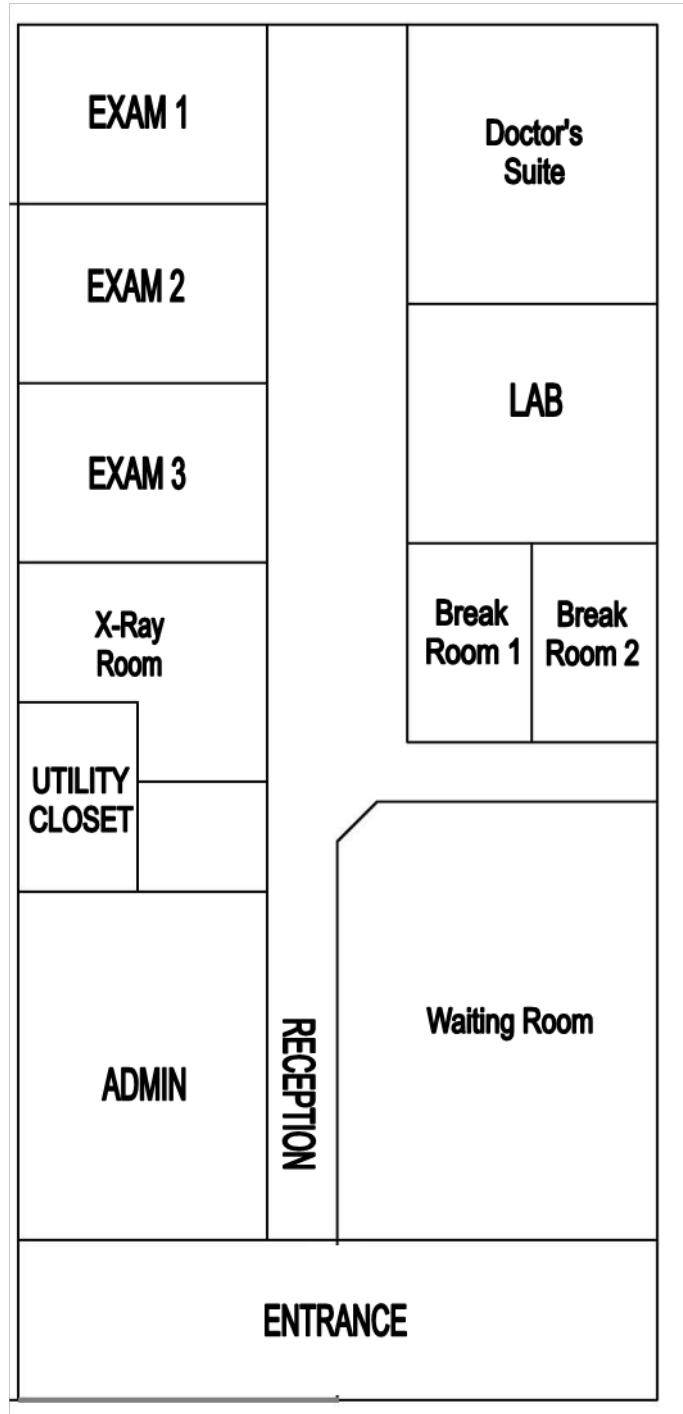 EXAM 1
Doctor's
Suite
EXAM 2
LAB
EXAM 3
X-Ray
Room
Break
Room 1
Break
Room 2
UTILITY
CLOSET
Waiting Room
RECEPTION
ADMIN
ENTRANCE